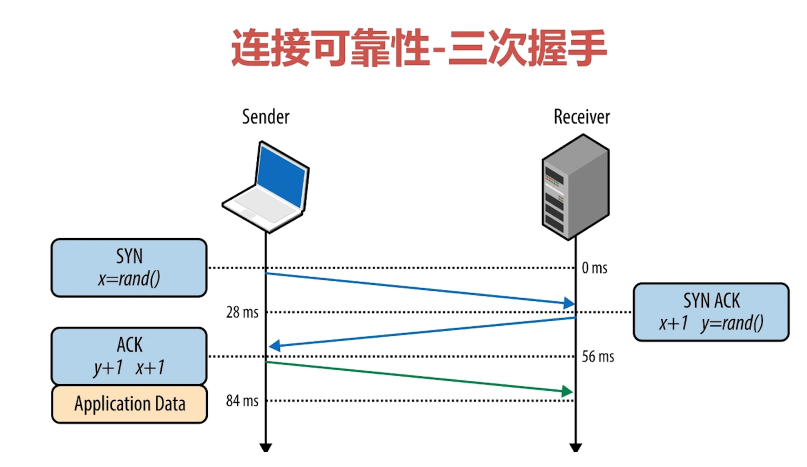 连接可靠性-三次握手
Sender
Receiver
SYN
x=rand()
0 ms
28 ms
SYN ACK
x+1 y=rand()
ACK
y+1 x+1
56 ms
Application Data
84 ms